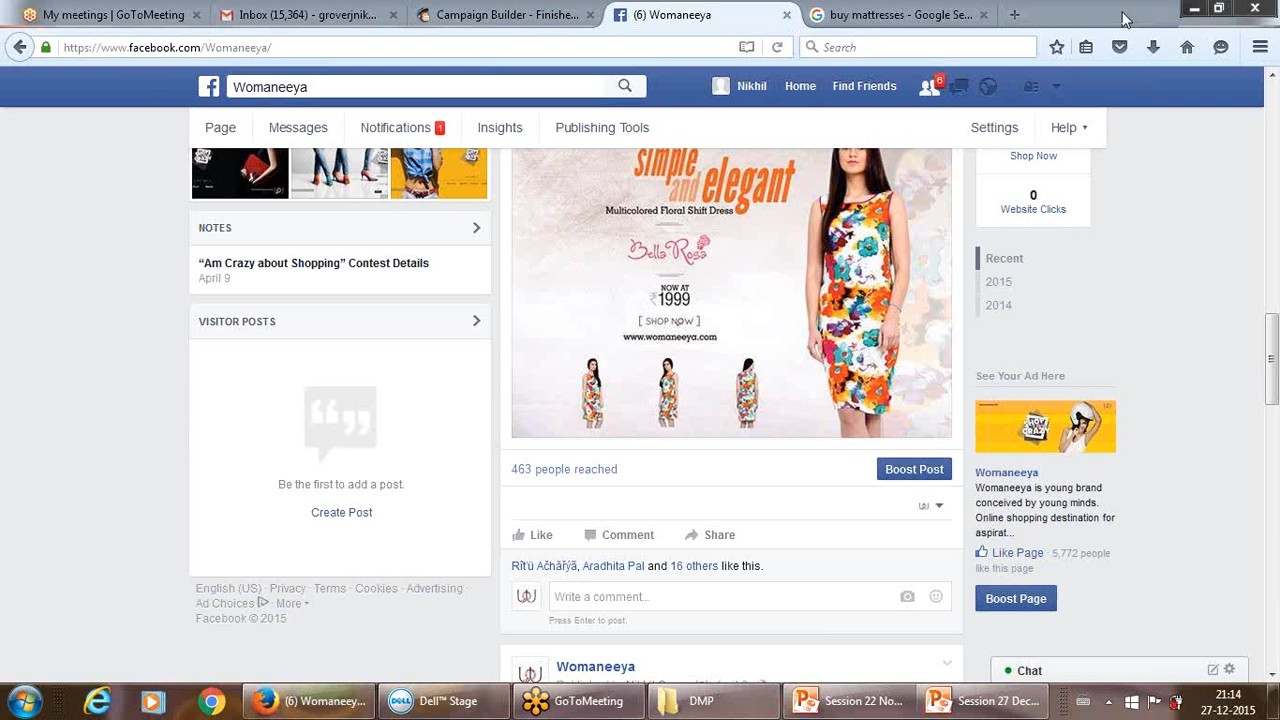 My meetings | GoToMeeting
Inbox (15,364) - groverjnik...
Campaign Builder - Finishe...
(6) Womaneeya
buy mattresses - Google Se...
https://www.facebook.com/Womaneeya/
Search
Womaneeya
Nikhil
Home
Find Friends
6
Page
Messages
Notifications 1
Insights
Publishing Tools
Settings
Help
simple
and elegant
Multicolored Floral Shift Dress
Bella Rosa
NOW AT
₹1999
[ SHOP NOW ]
www.womaneeya.com
Shop Now
0
Website Clicks
NOTES
“Am Crazy about Shopping” Contest Details
April 9
VISITOR POSTS
Be the first to add a post.
Create Post
English (US) · Privacy · Terms · Cookies · Advertising ·
Ad Choices · More
Facebook © 2015
463 people reached
Boost Post
Like
Comment
Share
Aradhita Pal and 16 others like this.
Write a comment...
Press Enter to post.
Womaneeya
Recent
2015
2014
See Your Ad Here
Womaneeya
Womaneeya is young brand
conceived by young minds.
Online shopping destination for
aspirat...
Like Page · 5,772 people
like this page
Boost Page
Chat
(6) Womaneey...
Dell™ Stage
GoToMeeting
DMP
Session 22 No...
Session 27 Dec...
21:14
27-12-2015